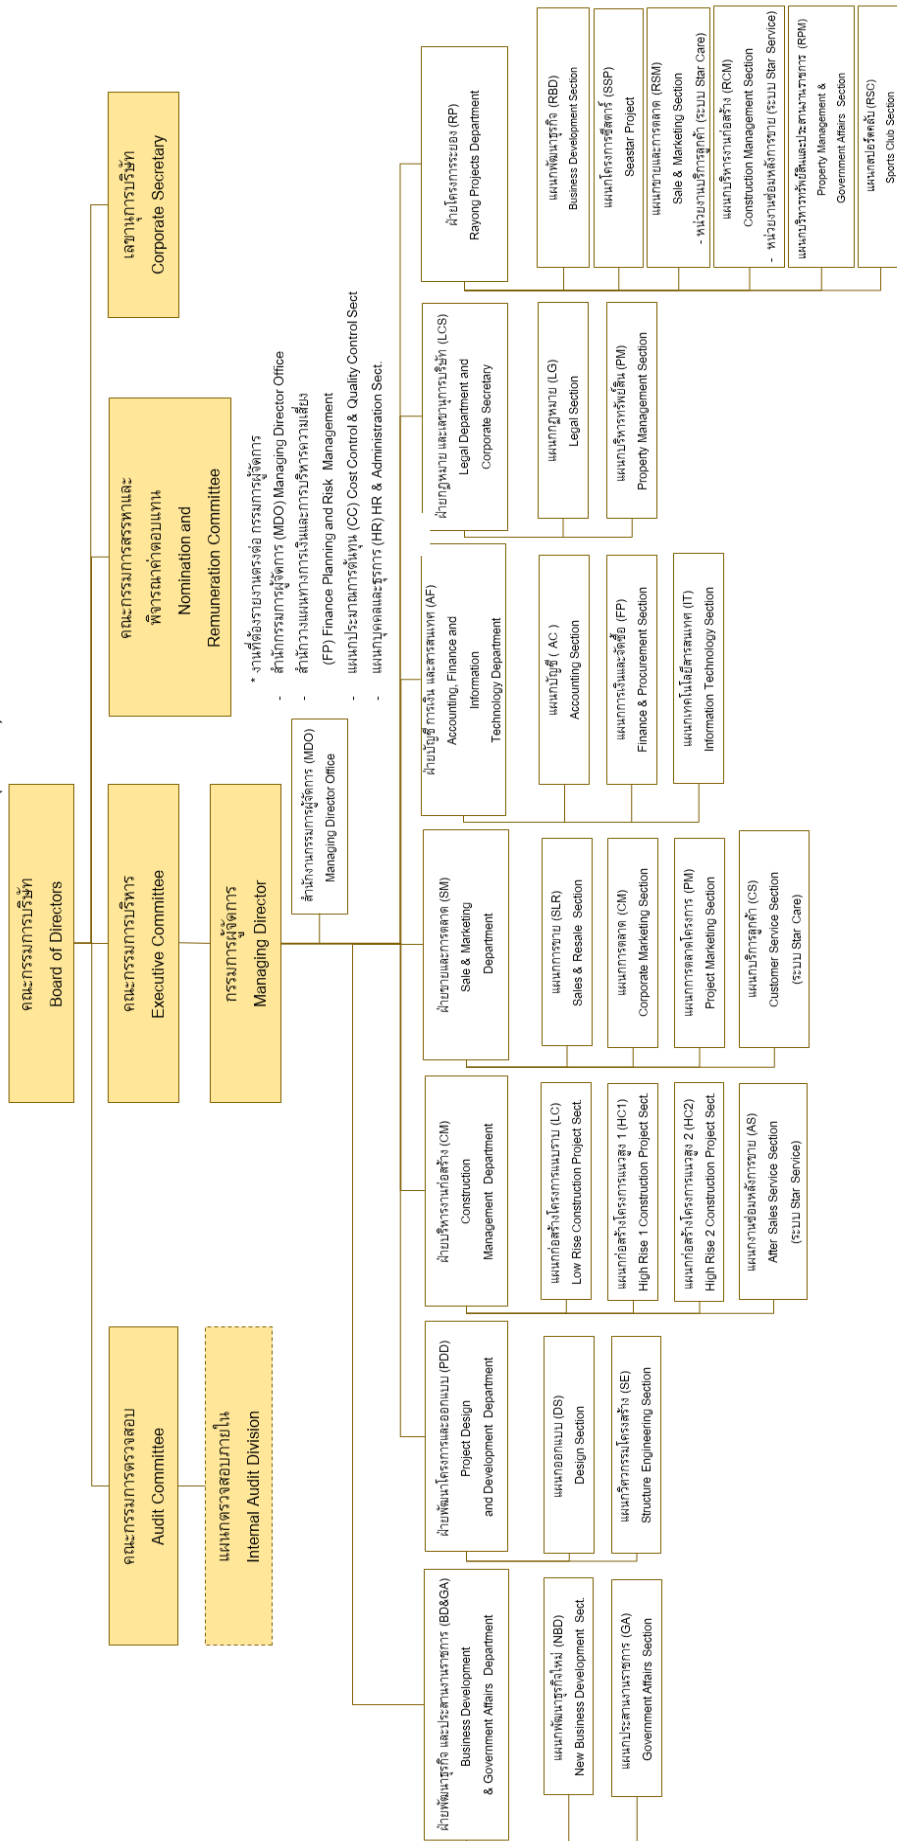 คณะกรรมการบริษัท
Board of Directors
คณะกรรมการตรวจสอบ
Audit Committee
คณะกรรมการบริหาร
Executive Committee
คณะกรรมการสรรหาและ
พิจารณาค่าตอบแทน
Nomination and
Remuneration Committee
เลขานุการบริษัท
Corporate Secretary
แผนกตรวจสอบภายใน
Internal Audit Division
กรรมการผู้จัดการ
Managing Director
* งานที่ต้องรายงานตรงต่อ กรรมการผู้จัดการ
- สำนักกรรมการผู้จัดการ (MDO) Managing Director Office
- สำนักวางแผนทางการเงินและการบริหารความเสี่ยง
(FP) Finance Planning and Risk Management
- แผนกประมาณการต้นทุน (CC) Cost Control & Quality Control Sect
- แผนกบุคคลและธุรการ (HR) HR & Administration Sect.
สำนักงานกรรมการผู้จัดการ (MDO)
Managing Director Office
ฝ่ายพัฒนาธุรกิจ และประสานงานราชการ (BD&GA)
Business Development
& Government Affairs Department
แผนกพัฒนาธุรกิจใหม่ (NBD)
New Business Development Sect.
แผนกประสานงานราชการ (GA)
Government Affairs Section
ฝ่ายพัฒนาโครงการและออกแบบ (PDD)
Project Design
and Development Department
แผนกออกแบบ (DS)
Design Section
แผนกวิศวกรรมโครงสร้าง (SE)
Structure Engineering Section
ฝ่ายบริหารงานก่อสร้าง (CM)
Construction
Management Department
แผนกก่อสร้างโครงการแนบราบ (LC)
Low Rise Construction Project Sect.
แผนกก่อสร้างโครงการแนวสูง 1 (HC1)
High Rise 1 Construction Project Sect.
แผนกก่อสร้างโครงการแนวสูง 2 (HC2)
High Rise 2 Construction Project Sect.
แผนกงานซ่อมหลังการขาย (AS)
After Sales Service Section
(ระบบ Star Service)
ฝ่ายขายและการตลาด (SM)
Sale & Marketing
Department
แผนกการขาย (SLR)
Sales & Resale Section
แผนกการตลาด (CM)
Corporate Marketing Section
แผนกการตลาดโครงการ (PM)
Project Marketing Section
แผนกบริการลูกค้า (CS)
Customer Service Section
(ระบบ Star Care)
ฝ่ายบัญชี การเงิน และสารสนเทศ (AF)
Accounting, Finance and
Information
Technology Department
แผนกบัญชี ( AC )
Accounting Section
แผนกการเงินและจัดซื้อ (FP)
Finance & Procurement Section
แผนกเทคโนโลยีสารสนเทศ (IT)
Information Technology Section
ฝ่ายกฎหมาย และเลขานุการบริษัท (LCS)
Legal Department and
Corporate Secretary
แผนกกฎหมาย (LG)
Legal Section
แผนกบริหารทรัพย์สิน (PM)
Property Management Section
ฝ่ายโครงการระยอง (RP)
Rayong Projects Department
แผนกพัฒนาธุรกิจ (RBD)
Business Development Section
แผนกโครงการซีสตาร์ (SSP)
Seastar Project
แผนกขายและการตลาด (RSM)
Sale & Marketing Section
- หน่วยงานบริการลูกค้า (ระบบ Star Care)
แผนกบริหารงานก่อสร้าง (RCM)
Construction Management Section
- หน่วยงานซ่อมหลังการขาย (ระบบ Star Service)
แผนกบริหารทรัพย์สินและประสานงานราชการ (RPM)
Property Management &
Government Affairs Section
แผนกสปอร์ตคลับ (RSC)
Sports Club Section